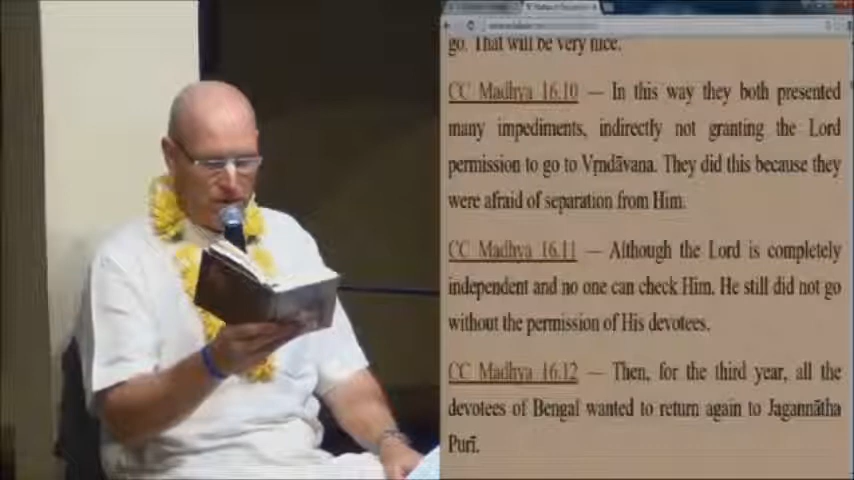 go. That will be very nice.
CC Madhya 16.10 — In this way they both presented
many impediments, indirectly not granting the Lord
permission to go to Vṛndāvana. They did this because they
were afraid of separation from Him.
CC Madhya 16.11 — Although the Lord is completely
independent and no one can check Him, He still did not go
without the permission of His devotees.
CC Madhya 16.12 — Then, for the third year, all the
devotees of Bengal wanted to return again to Jagannātha
Purī.